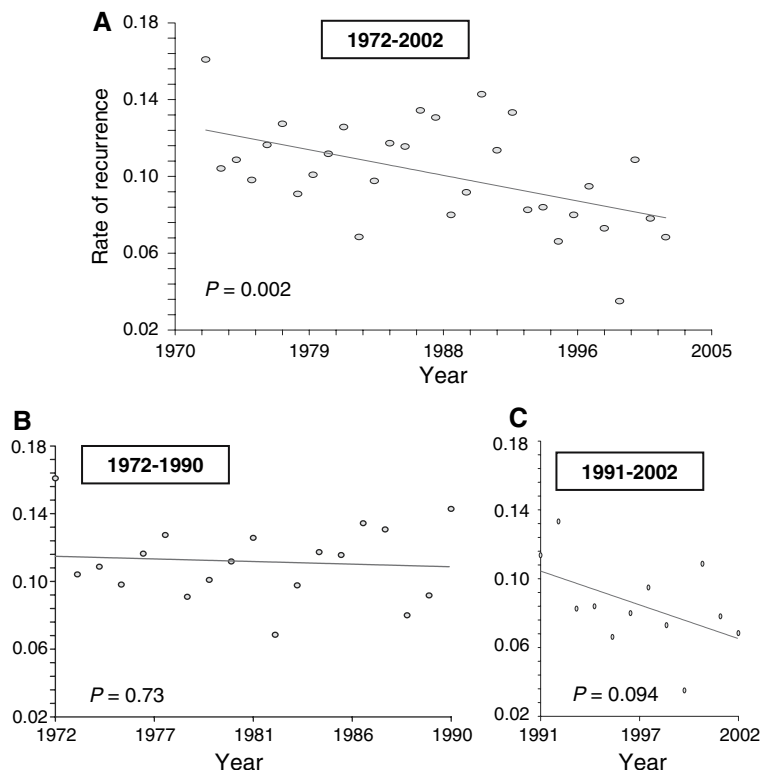 A
1972-2002
0.18
0.14
0.10
0.06
0.02
Rate of recurrence
P = 0.002
1970 1979 1988 1996 2005
Year
B
1972-1990
0.18
0.14
0.10
0.06
0.02
P = 0.73
1972 1977 1981 1986 1990
Year
C
1991-2002
0.18
0.14
0.10
0.06
0.02
P = 0.094
1991 1997 2002
Year